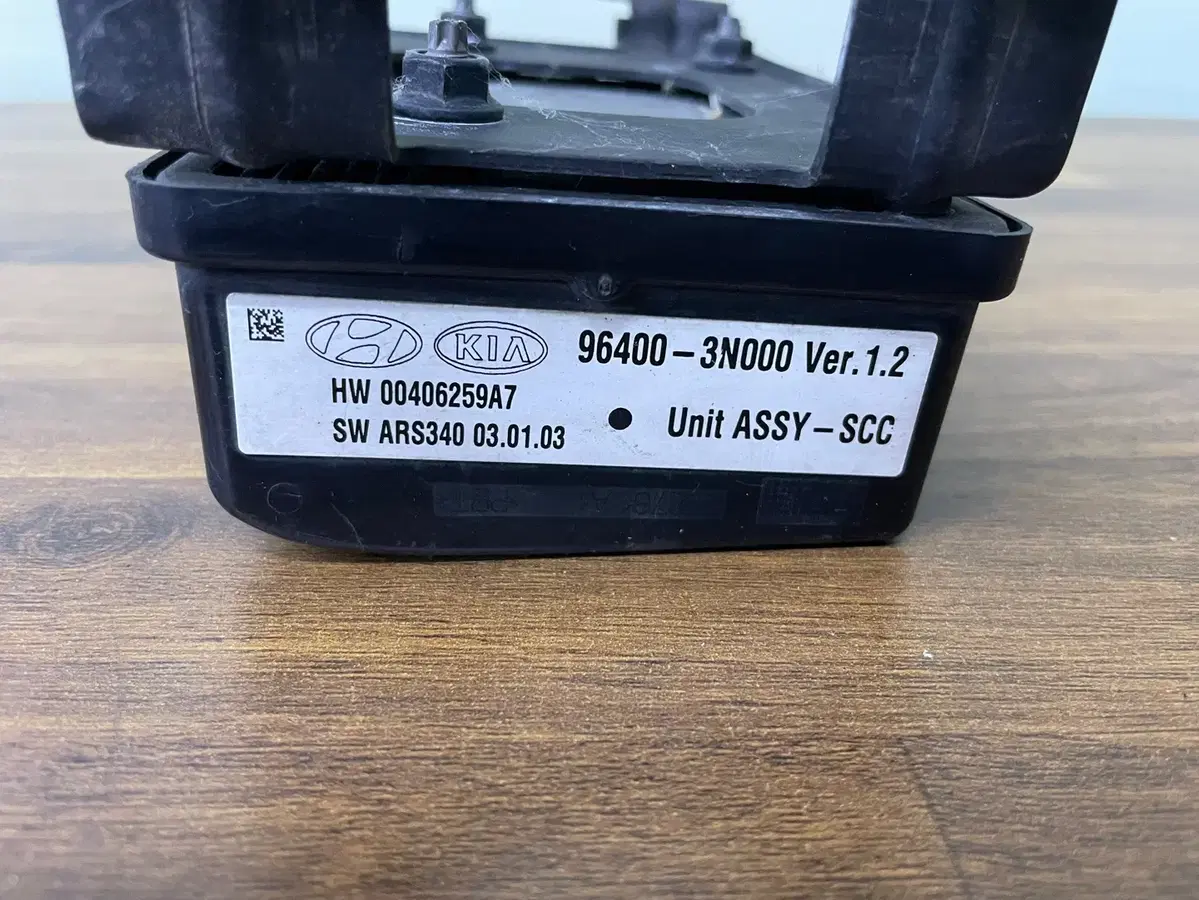 KIA 96400-3N000 Ver.1.2
HW 00406259A7
SW ARS340 03.01.03 ● Unit ASSY-SCC